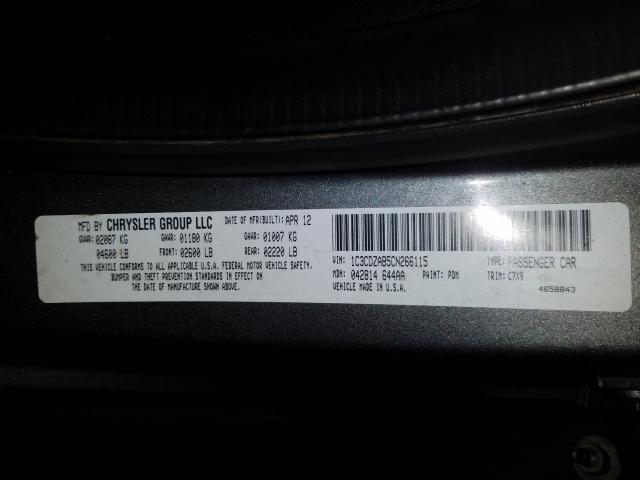 MFD BY CHRYSLER GROUP LLC DATE OF MFR(BUILT): APR 12
GVWR: 02087 KG GAWR: 01180 KG GAWR: 01007 KG
04600 LB FRONT: 02600 LB REAR: 02220 LB
THIS VEHICLE CONFORMS TO ALL APPLICABLE U.S.A. FEDERAL MOTOR VEHICLE SAFETY,
BUMPER AND THEFT PREVENTION STANDARDS IN EFFECT ON
THE DATE OF MANUFACTURE SHOWN ABOVE.
VIN: 1C3CDZAB5CN266115 TYPE: PASSENGER CAR
MDH: 042814 644AA PAINT: PDM TRIM: C7X9
VEHICLE MADE IN U.S.A. 4658843